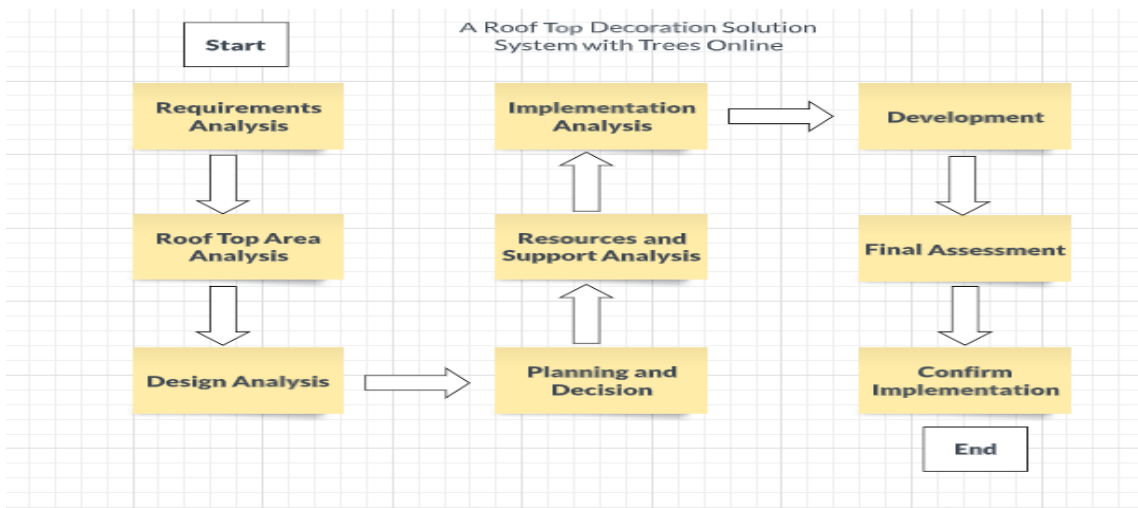 Start
A Roof Top Decoration Solution
System with Trees Online
Requirements
Analysis
Roof Top Area
Analysis
Design Analysis
Planning and
Decision
Resources and
Support Analysis
Implementation
Analysis
Development
Final Assessment
Confirm
Implementation
End